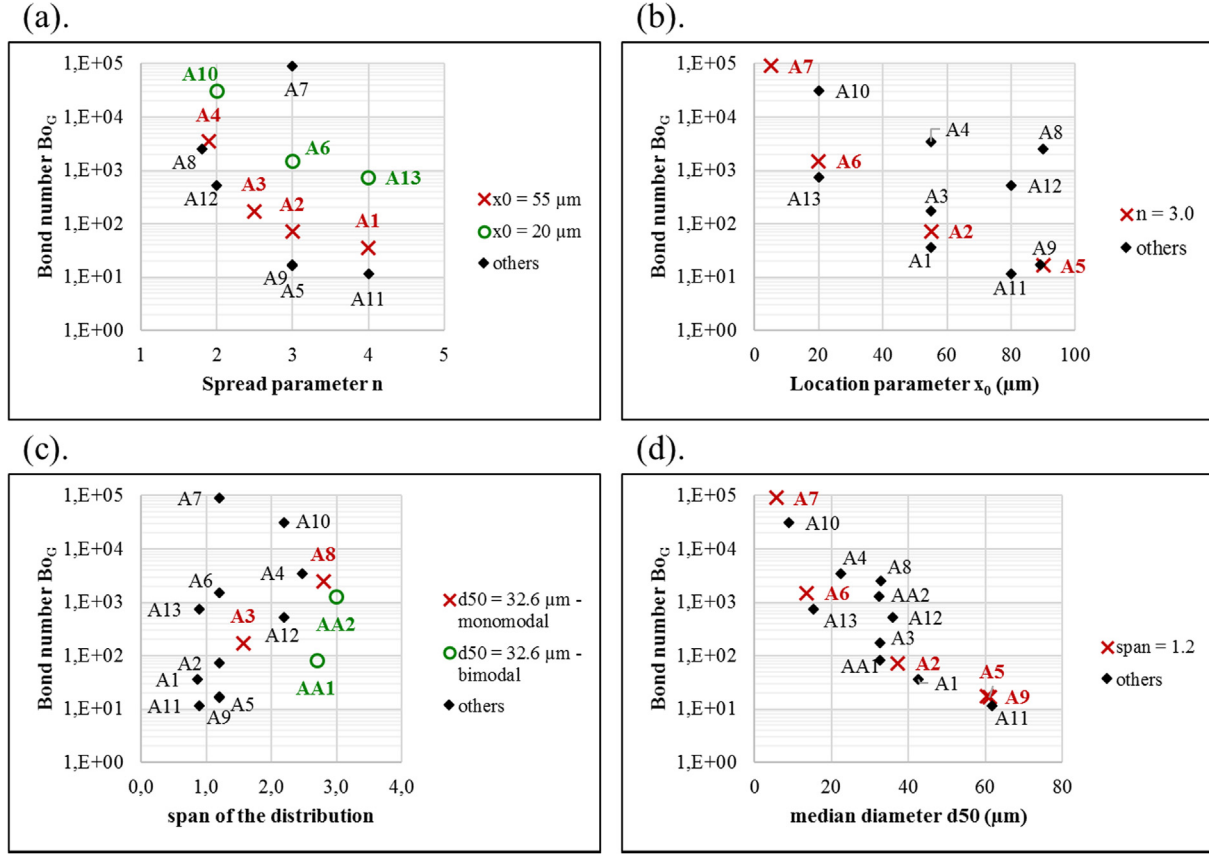 (a).
(b).
1,E+05
1,E+04
1,E+03
1,E+02
1,E+01
1,E+00
Bond number Bo_G
A10
A7
A4
A8
A6
A12
A3
A2
A13
A1
A9
A5
A11
1
2
3
4
5
Spread parameter n
x0 = 55 µm
x0 = 20 µm
others
1,E+05
1,E+04
1,E+03
1,E+02
1,E+01
1,E+00
Bond number Bo_G
A7
A10
A4
A8
A6
A13
A3
A12
A2
A1
A9
A5
A11
0
20
40
60
80
100
Location parameter x₀ (µm)
n = 3.0
others
(c).
(d).
1,E+05
1,E+04
1,E+03
1,E+02
1,E+01
1,E+00
Bond number Bo_G
A7
A10
A8
A4
A6
A13
A3
AA2
A12
A2
A1
AA1
A11
A5
A9
0,0
1,0
2,0
3,0
4,0
span of the distribution
d50 = 32.6 µm -
monomodal
d50 = 32.6 µm -
bimodal
others
1,E+05
1,E+04
1,E+03
1,E+02
1,E+01
1,E+00
Bond number Bo_G
A7
A10
A4
A8
A6
AA2
A13
A12
A3
AA1
A2
A1
A5
A9
A11
0
20
40
60
80
median diameter d50 (µm)
span = 1.2
others